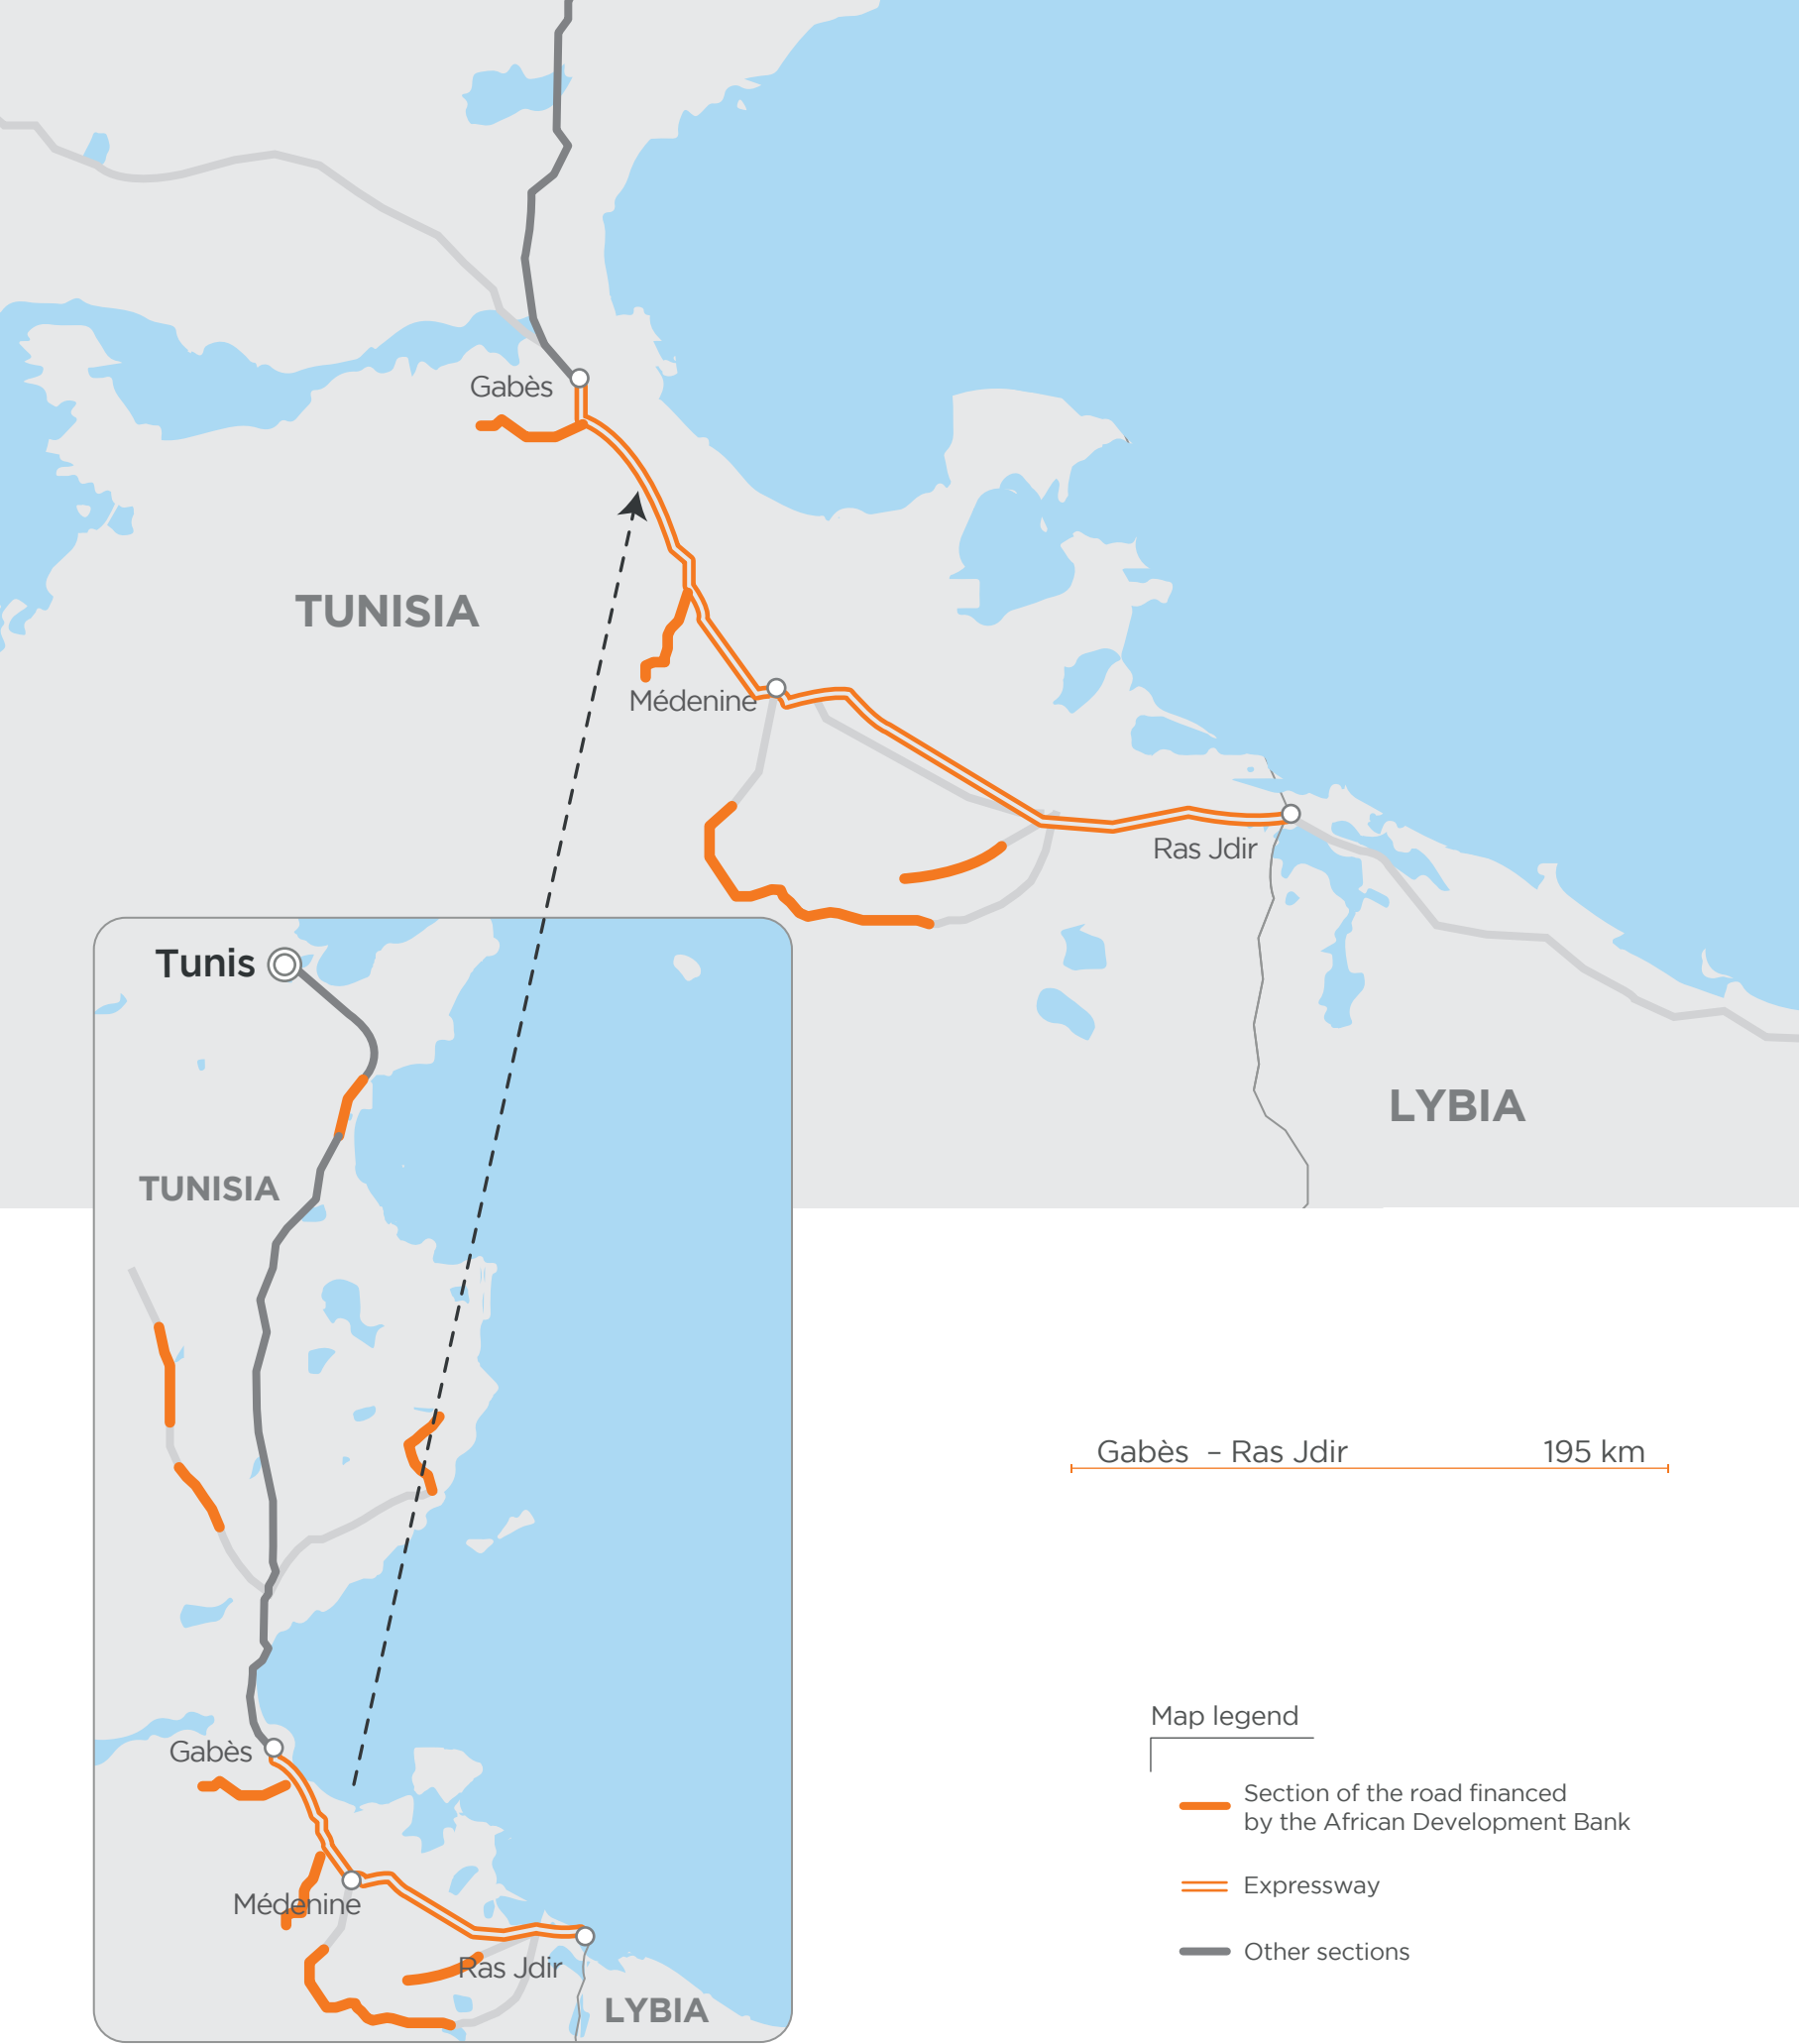 Gabès
TUNISIA
Médenine
Ras Jdir
LYBIA
Tunis
TUNISIA
Gabès
Médenine
Ras Jdir
LYBIA
Gabès – Ras Jdir 195 km
Map legend
Section of the road financed
by the African Development Bank
Expressway
Other sections